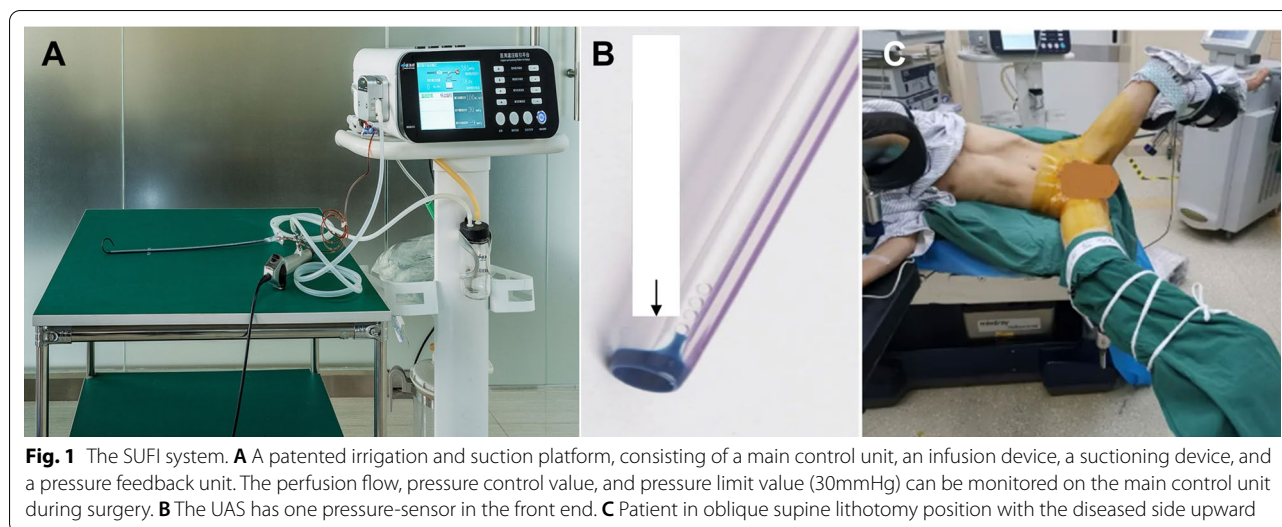 A
B
C
mindray
Fig. 1 The SUFI system. A A patented irrigation and suction platform, consisting of a main control unit, an infusion device, a suctioning device, and
a pressure feedback unit. The perfusion flow, pressure control value, and pressure limit value (30mmHg) can be monitored on the main control unit
during surgery. B The UAS has one pressure-sensor in the front end. C Patient in oblique supine lithotomy position with the diseased side upward